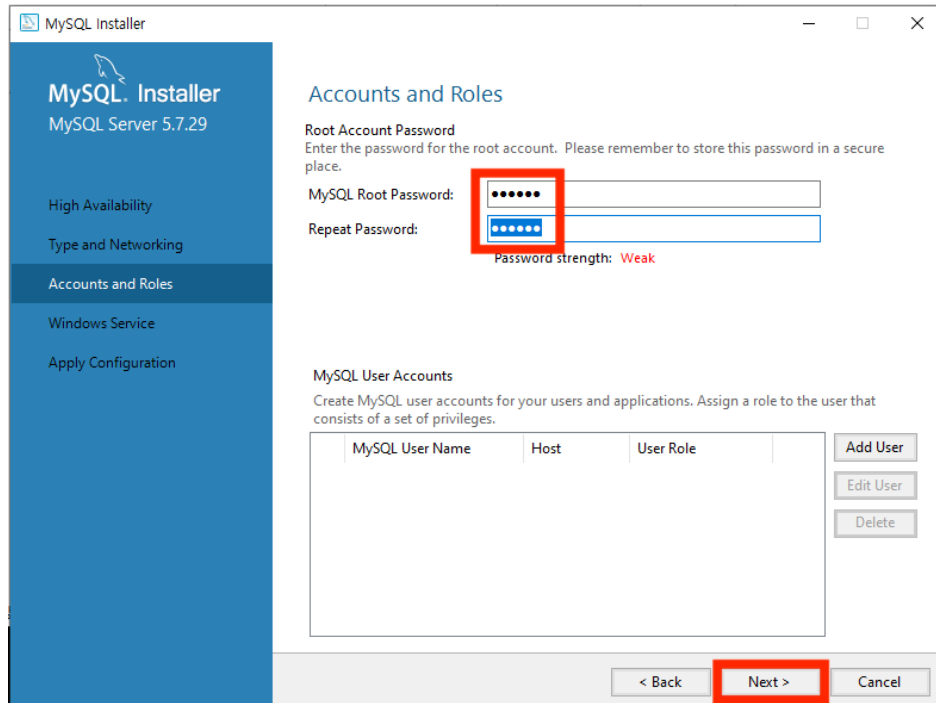 MySQL Installer
MySQL. Installer
MySQL Server 5.7.29
High Availability
Type and Networking
Accounts and Roles
Windows Service
Apply Configuration
Accounts and Roles
Root Account Password
Enter the password for the root account. Please remember to store this password in a secure
place.
MySQL Root Password: ●●●●●●
Repeat Password: ●●●●●●
Password strength: Weak
MySQL User Accounts
Create MySQL user accounts for your users and applications. Assign a role to the user that
consists of a set of privileges.
MySQL User Name Host User Role
Add User
Edit User
Delete
< Back Next > Cancel